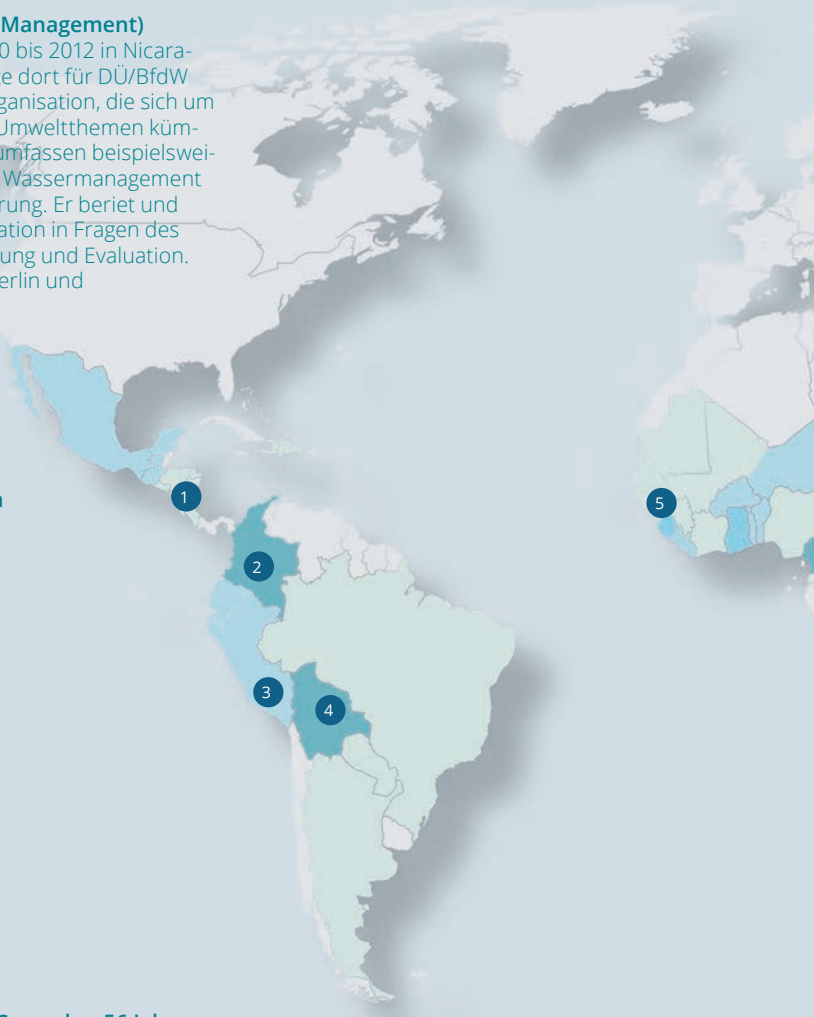 Management)
0 bis 2012 in Nicara-
e dort für DÜ/BfdW
ganisation, die sich um
Umweltthemen küm-
umfassen beispielswei-
Wassermanagement
rung. Er beriet und
ation in Fragen des
ung und Evaluation.
erlin und
1
5
2
3
4